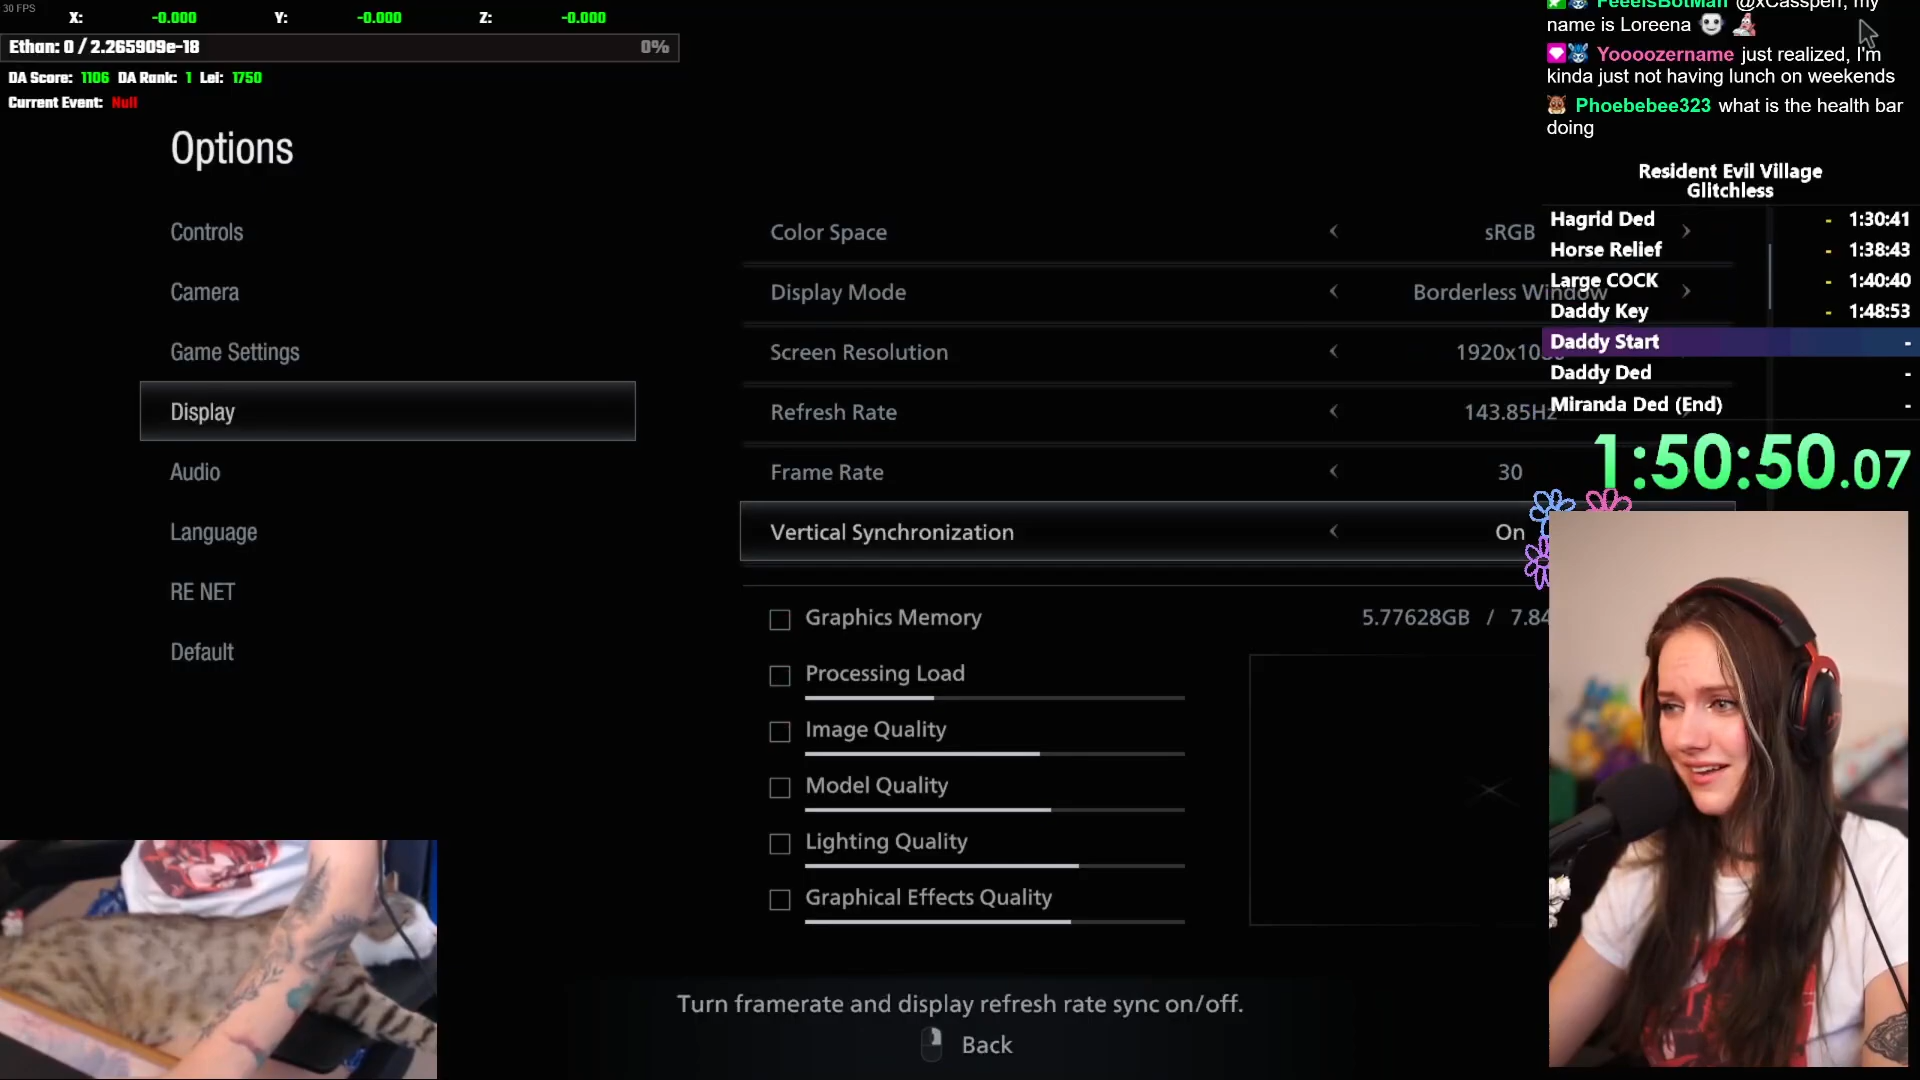 30 FPS
X: -0.000 Y: -0.000 Z: -0.000
Ethan: 0 / 2.265909e-18 0%
DA Score: 1106 DA Rank: 1 Lei: 1750
Current Event: Null
Options
Controls
Camera
Game Settings
Display
Audio
Language
RE NET
Default
Color Space sRGB
Display Mode Borderless Window
Screen Resolution
Refresh Rate 143.85Hz
Frame Rate 30
Vertical Synchronization On
Graphics Memory 5.77628GB / 7.84
Processing Load
Image Quality
Model Quality
Lighting Quality
Graphical Effects Quality
Turn framerate and display refresh rate sync on/off.
Back
my
name is Loreena
Yoooozername just realized, I'm
kinda just not having lunch on weekends
Phoebebee323 what is the health bar
doing
Resident Evil Village
Glitchless
Hagrid Ded - 1:30:41
Horse Relief - 1:38:43
Large COCK - 1:40:40
Daddy Key - 1:48:53
Daddy Start -
Daddy Ded -
Miranda Ded (End) -
1:50:50.07